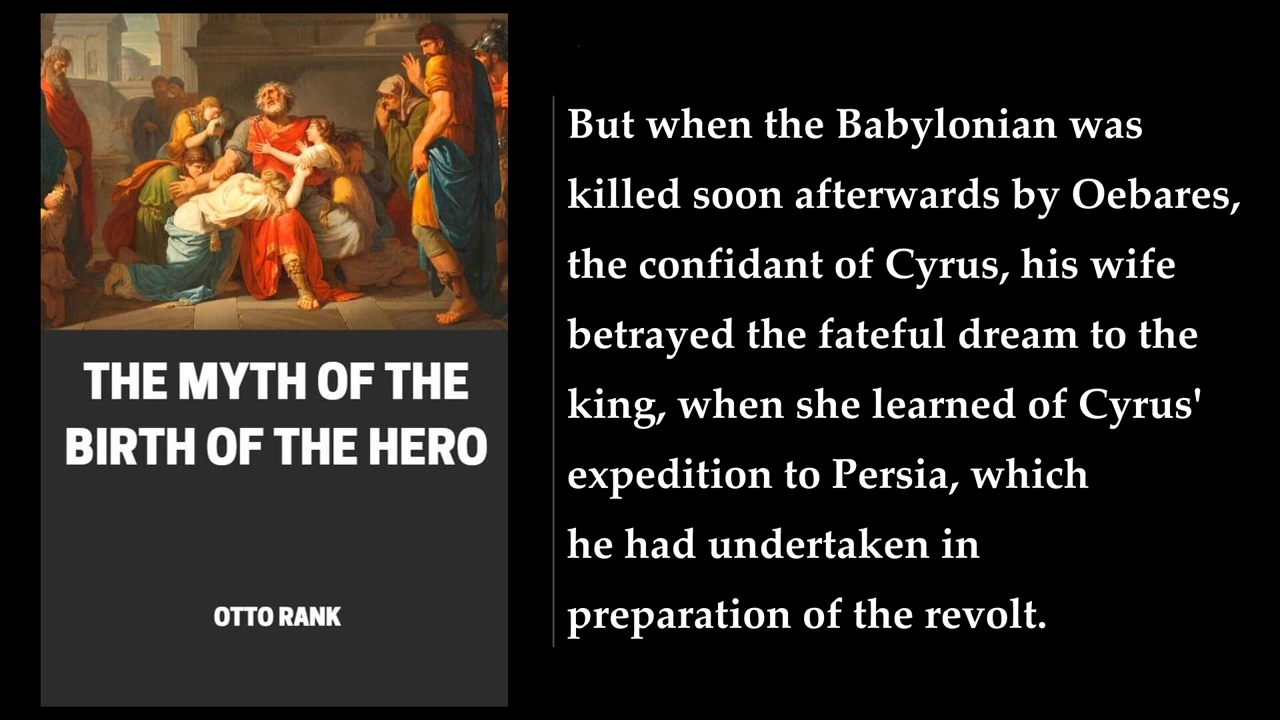 THE MYTH OF THE
BIRTH OF THE HERO
OTTO RANK
But when the Babylonian was
killed soon afterwards by Oebares,
the confidant of Cyrus, his wife
betrayed the fateful dream to the
king, when she learned of Cyrus'
expedition to Persia, which
he had undertaken in
preparation of the revolt.